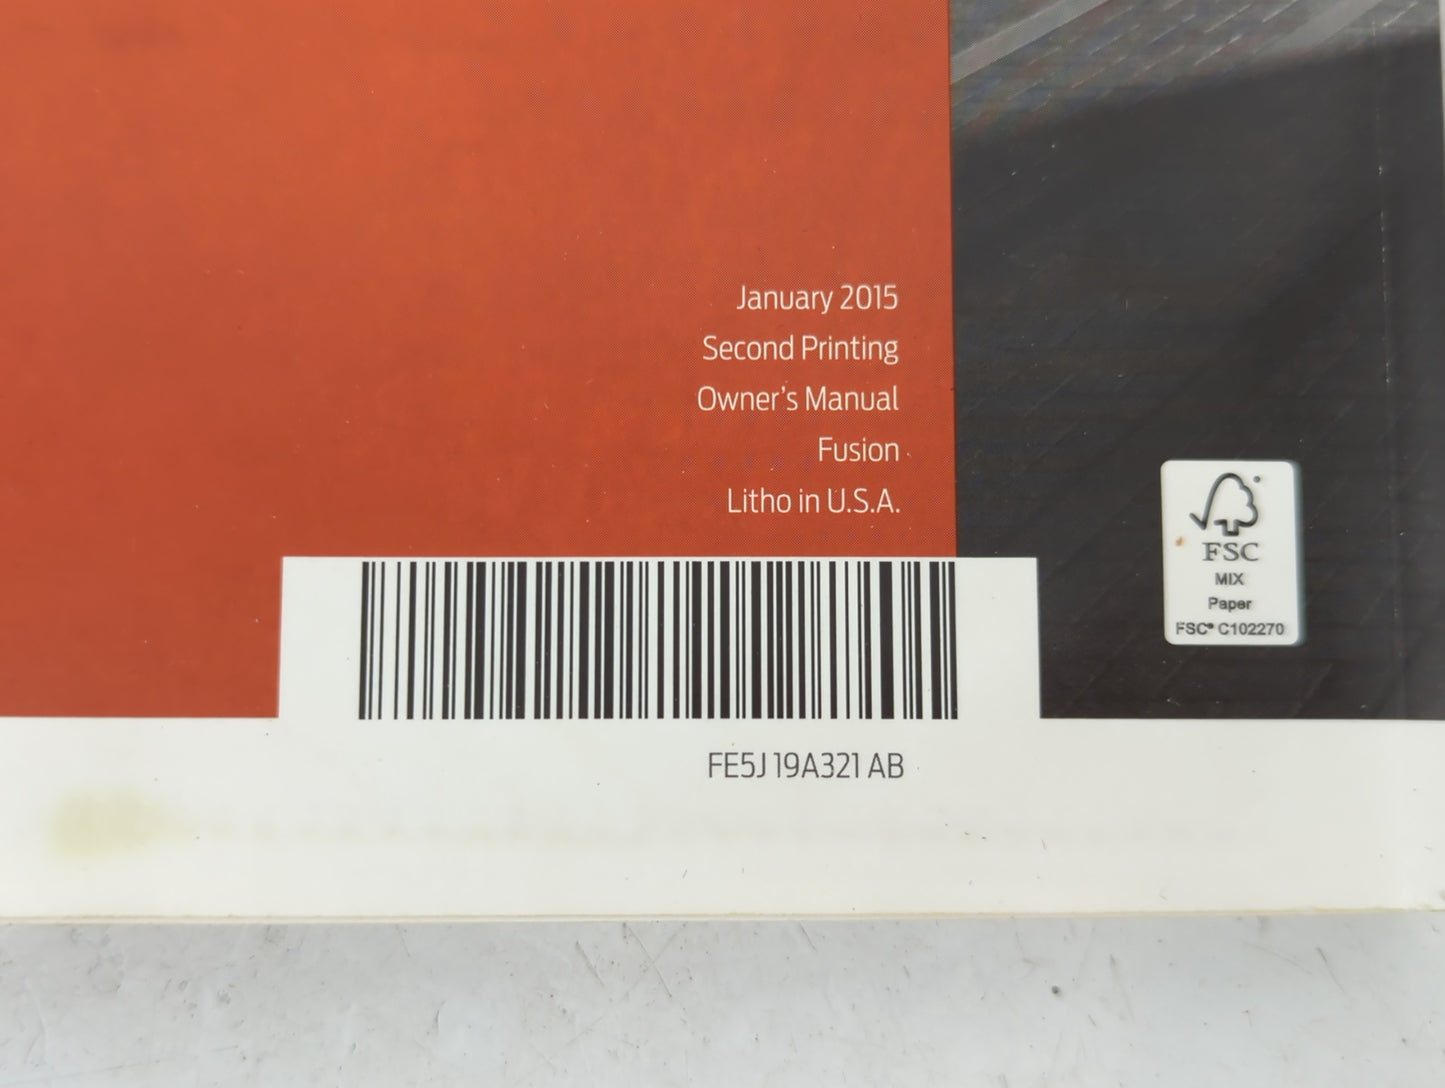 January 2015
Second Printing
Owner's Manual
Fusion
Litho in U.S.A.
FSC
MIX
Paper
FSC® C102270
FE5J 19A321 AB